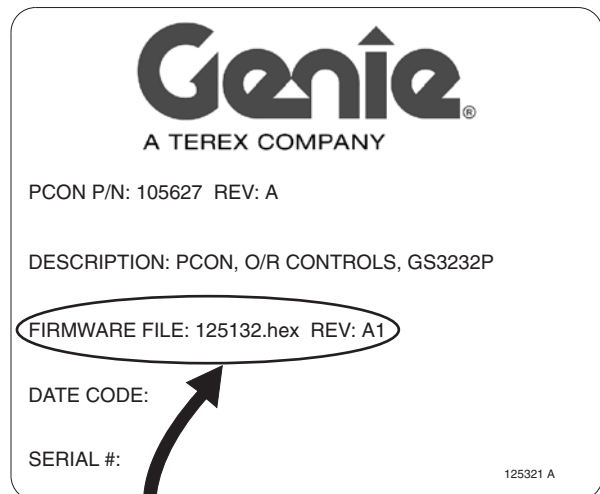 Genie®
A TEREX COMPANY
PCON P/N: 105627 REV: A
DESCRIPTION: PCON, O/R CONTROLS, GS3232P
FIRMWARE FILE: 125132.hex REV: A1
DATE CODE:
SERIAL #:
125321 A